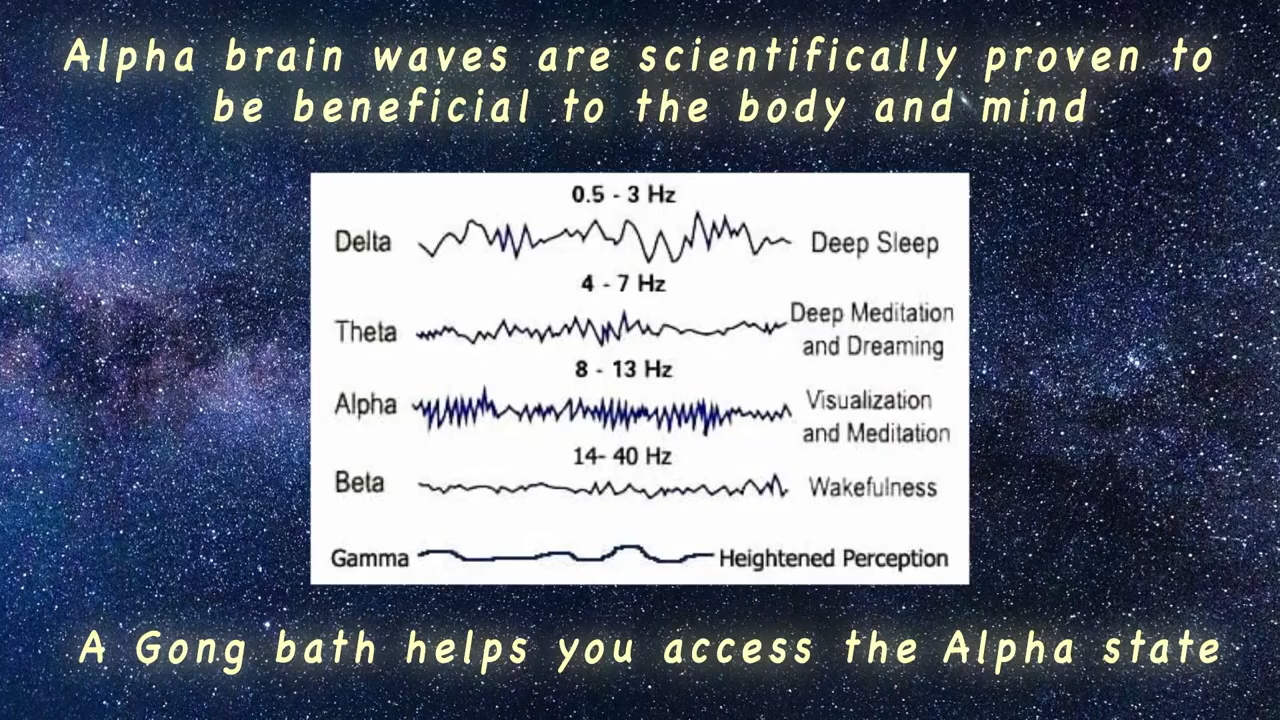 Alpha brain waves are scientifically proven to
be beneficial to the body and mind
0.5 - 3 Hz
Delta Deep Sleep
4 - 7 Hz
Theta Deep Meditation
and Dreaming
8 - 13 Hz
Alpha Visualization
and Meditation
14- 40 Hz
Beta Wakefulness
Gamma Heightened Perception
A Gong bath helps you access the Alpha state